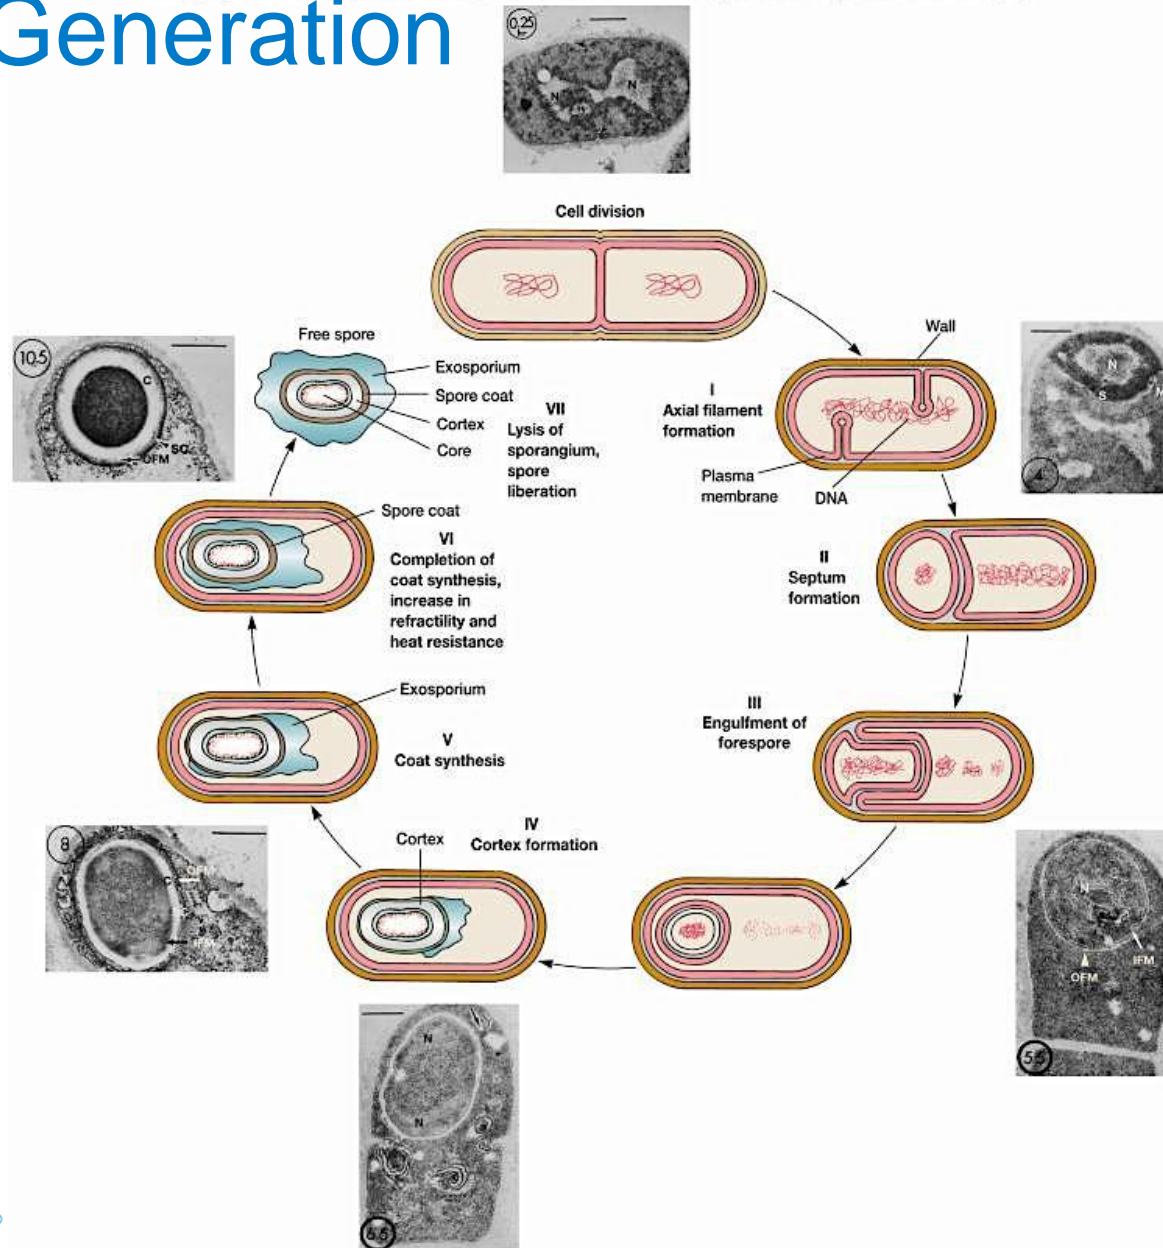 Generation
0.25
N
N
Cell division
Free spore
Exosporium
Spore coat
Cortex
Core
VII
Lysis of
sporangium,
spore
liberation
10.5
C
SC
OFM
Wall
I
Axial filament
formation
Plasma
membrane
DNA
N
S
4
Spore coat
VI
Completion of
coat synthesis,
increase in
refractility and
heat resistance
II
Septum
formation
Exosporium
V
Coat synthesis
III
Engulfment of
forespore
8
OFM
C
IFM
Cortex
IV
Cortex formation
N
IFM
OFM
5.5
N
N
6.5